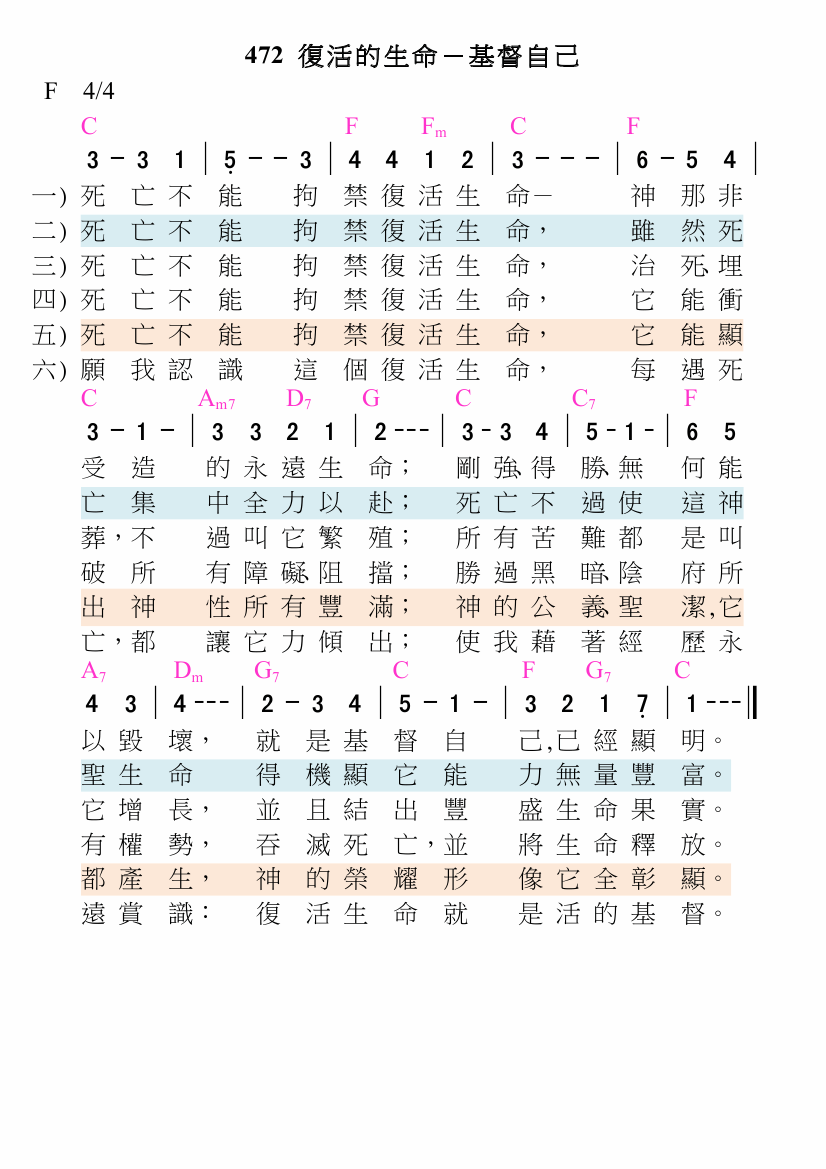 472 復活的生命－基督自己
F 4/4
C F Fm C F
3 - 3 1 | 5̣ - - 3 | 4 4 1 2 | 3 - - - | 6 - 5 4 |
一) 死亡不能拘禁復活生命－神那非
二) 死亡不能拘禁復活生命，雖然死
三) 死亡不能拘禁復活生命，治死、埋
四) 死亡不能拘禁復活生命，它能衝
五) 死亡不能拘禁復活生命，它能顯
六) 願我認識這個復活生命，每遇死
C Am7 D7 G C C7 F
3 - 1 - | 3 3 2 1 | 2 - - - | 3 - 3 4 | 5 - 1 - | 6 5
受造的永遠生命；剛強、得勝、無何能
亡集中全力以赴；死亡不過使這神
葬，不過叫它繁殖；所有苦難都是叫
破所有障礙、阻擋；勝過黑暗、陰府所
出神性所有豐滿；神的公義、聖潔,它
亡，都讓它力傾出；使我藉著經歷永
A7 Dm G7 C F G7 C
4 3 | 4 - - - | 2 - 3 4 | 5 - 1 - | 3 2 1 7̣ | 1 - - - ‖
以毀壞，就是基督自己,已經顯明。
聖生命得機顯它能力無量豐富。
它增長，並且結出豐盛生命果實。
有權勢，吞滅死亡，並將生命釋放。
都產生，神的榮耀形像它全彰顯。
遠賞識：復活生命就是活的基督。